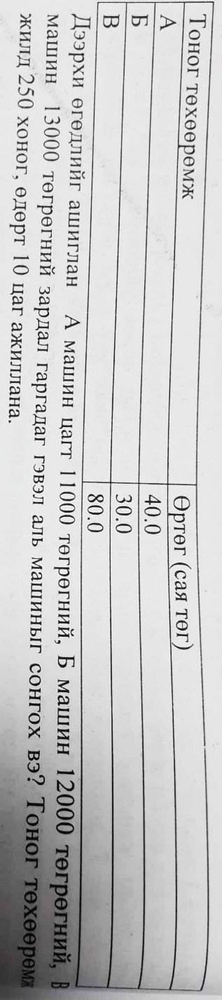 Тоног төхөөрөмж Өртөг (сая төг)
А 40.0
Б 30.0
В 80.0
Дээрхи өгөдлийг ашиглан А машин цагт 11000 төгрөгний, Б машин 12000 төгрөгний, В
машин 13000 төгрөгний зардал гаргадаг гэвэл аль машиныг сонгох вэ? Тоног төхөөрөмж
жилд 250 хоног, өдөрт 10 цаг ажиллана.